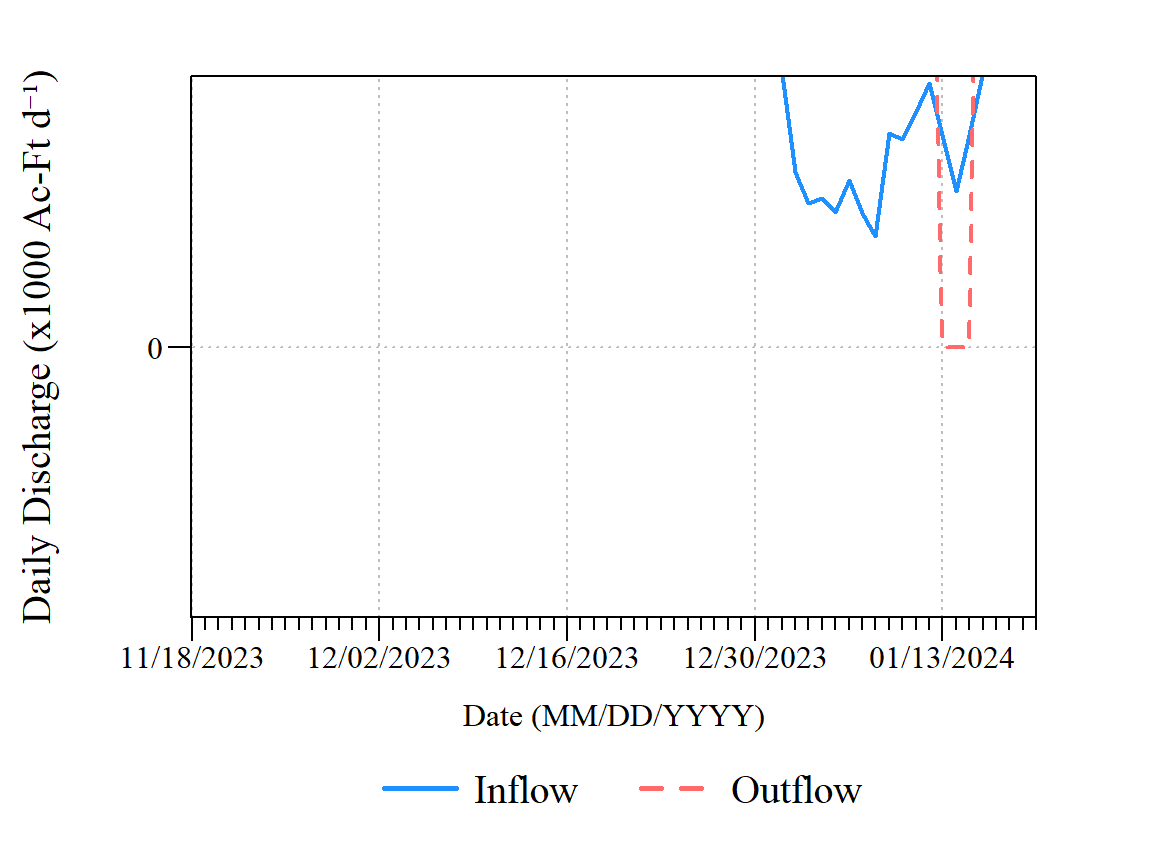 Daily Discharge (x1000 Ac-Ft d⁻¹)
0
11/18/2023 12/02/2023 12/16/2023 12/30/2023 01/13/2024
Date (MM/DD/YYYY)
Inflow Outflow